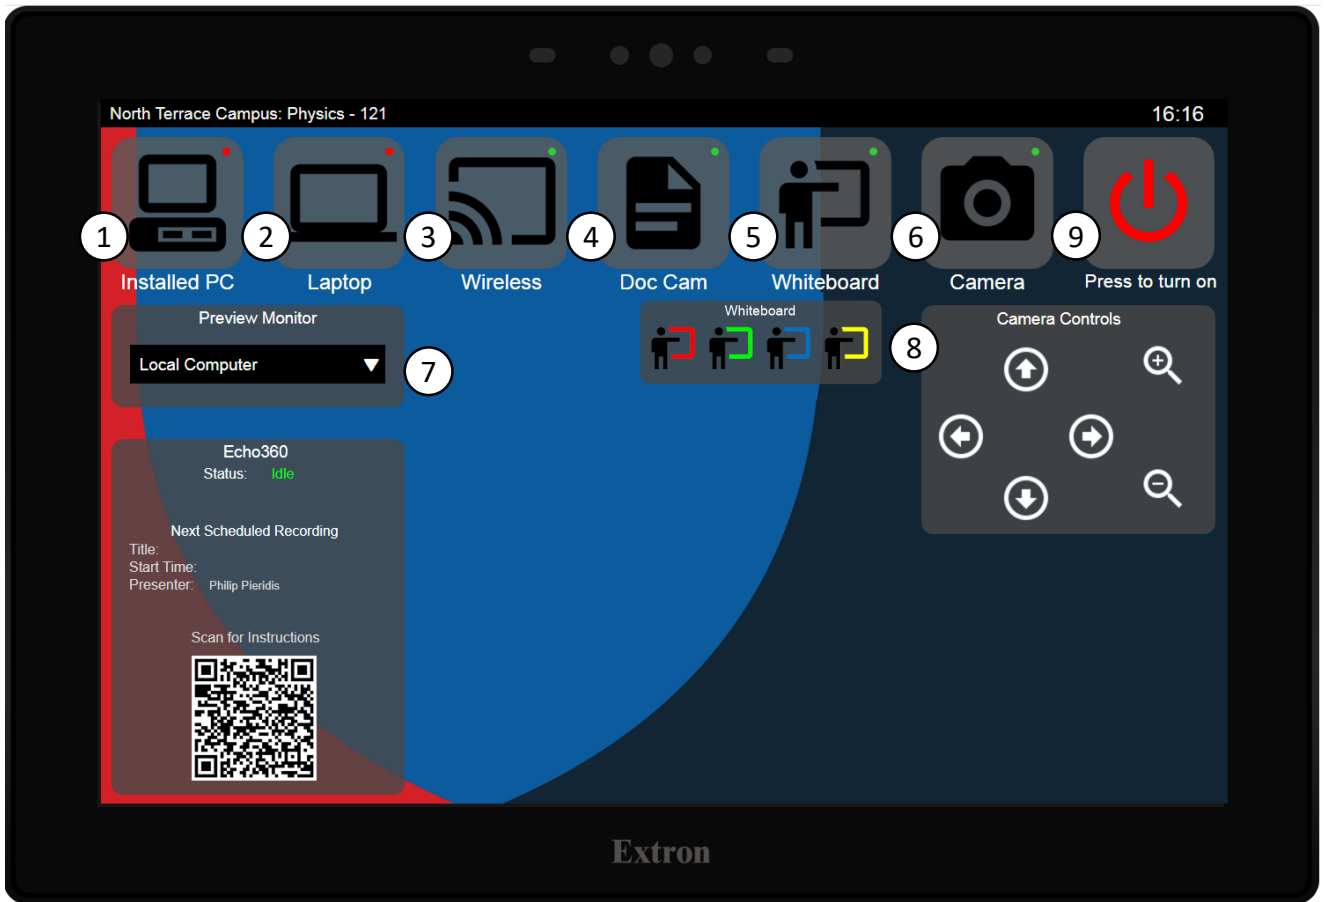 North Terrace Campus: Physics - 121 16:16
1 2 3 4 5 6 9
Installed PC Laptop Wireless Doc Cam Whiteboard Camera Press to turn on
Preview Monitor
Local Computer
7
Whiteboard
8
Camera Controls
Echo360
Status: Idle
Next Scheduled Recording
Title:
Start Time:
Presenter: Philip Pieridis
Scan for Instructions
Extron